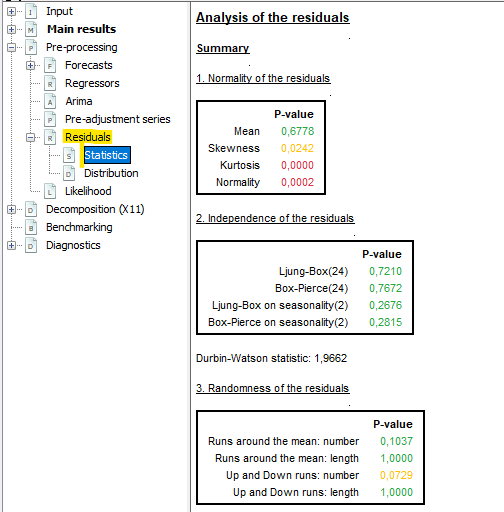 Input
Main results
Pre-processing
Forecasts
Regressors
Arima
Pre-adjustment series
Residuals
Statistics
Distribution
Likelihood
Decomposition (X11)
Benchmarking
Diagnostics
Analysis of the residuals
Summary
1. Normality of the residuals
P-value
Mean 0,6778
Skewness 0,0242
Kurtosis 0,0000
Normality 0,0002
2. Independence of the residuals
P-value
Ljung-Box(24) 0,7210
Box-Pierce(24) 0,7672
Ljung-Box on seasonality(2) 0,2676
Box-Pierce on seasonality(2) 0,2815
Durbin-Watson statistic: 1,9662
3. Randomness of the residuals
P-value
Runs around the mean: number 0,1037
Runs around the mean: length 1,0000
Up and Down runs: number 0,0729
Up and Down runs: length 1,0000